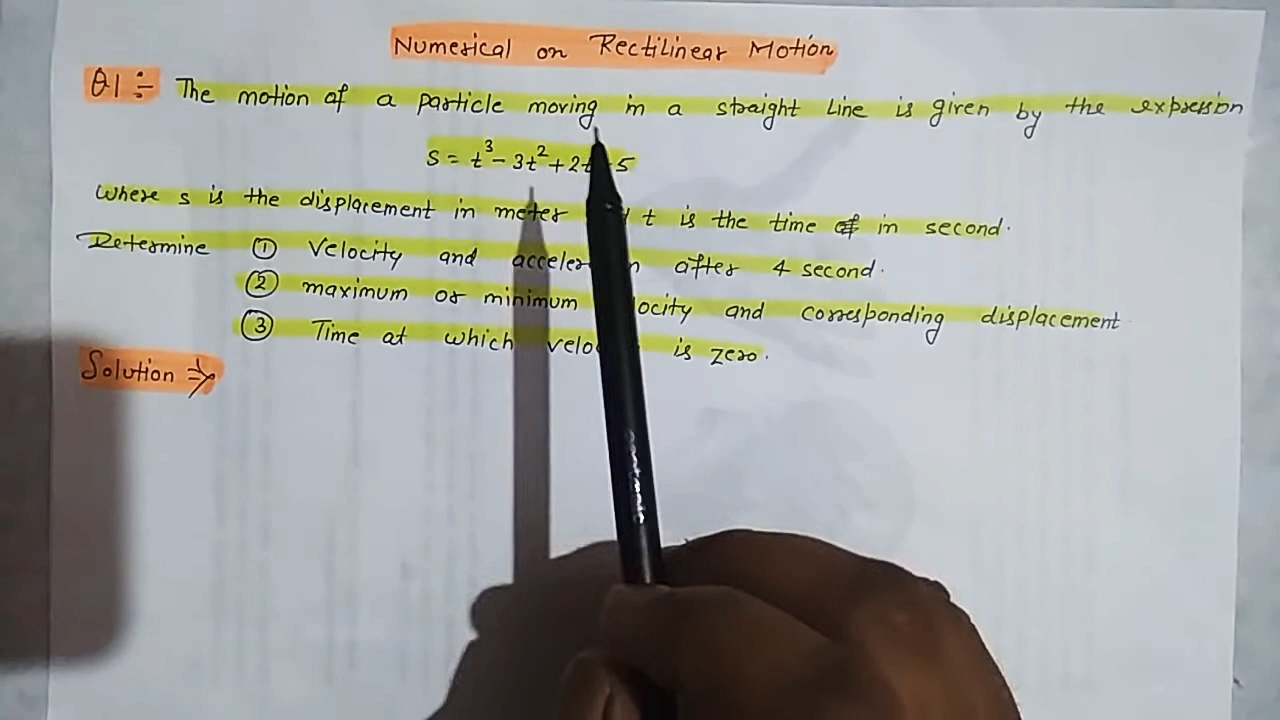 Numerical on Rectilinear Motion
Q1:- The motion of a particle moving in a straight Line is given by the expression
S = t³ - 3t² + 2t 5
Where s is the displacement in meter t is the time of in second.
Determine ① Velocity and after 4 second.
② maximum or minimum and corresponding displacement
③ Time at which is zero.
Solution ⇒